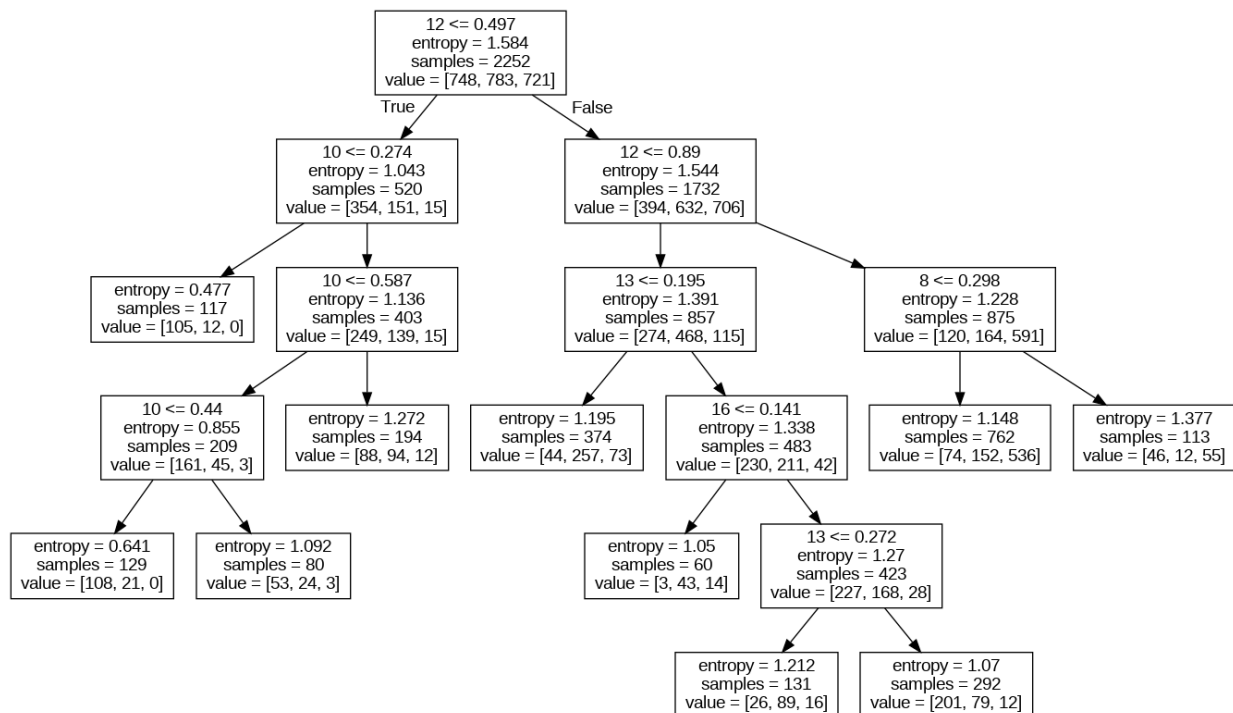 12 <= 0.497
entropy = 1.584
samples = 2252
value = [748, 783, 721]
True
False
10 <= 0.274
entropy = 1.043
samples = 520
value = [354, 151, 15]
12 <= 0.89
entropy = 1.544
samples = 1732
value = [394, 632, 706]
entropy = 0.477
samples = 117
value = [105, 12, 0]
10 <= 0.587
entropy = 1.136
samples = 403
value = [249, 139, 15]
13 <= 0.195
entropy = 1.391
samples = 857
value = [274, 468, 115]
8 <= 0.298
entropy = 1.228
samples = 875
value = [120, 164, 591]
10 <= 0.44
entropy = 0.855
samples = 209
value = [161, 45, 3]
entropy = 1.272
samples = 194
value = [88, 94, 12]
entropy = 1.195
samples = 374
value = [44, 257, 73]
16 <= 0.141
entropy = 1.338
samples = 483
value = [230, 211, 42]
entropy = 1.148
samples = 762
value = [74, 152, 536]
entropy = 1.377
samples = 113
value = [46, 12, 55]
entropy = 0.641
samples = 129
value = [108, 21, 0]
entropy = 1.092
samples = 80
value = [53, 24, 3]
entropy = 1.05
samples = 60
value = [3, 43, 14]
13 <= 0.272
entropy = 1.27
samples = 423
value = [227, 168, 28]
entropy = 1.212
samples = 131
value = [26, 89, 16]
entropy = 1.07
samples = 292
value = [201, 79, 12]